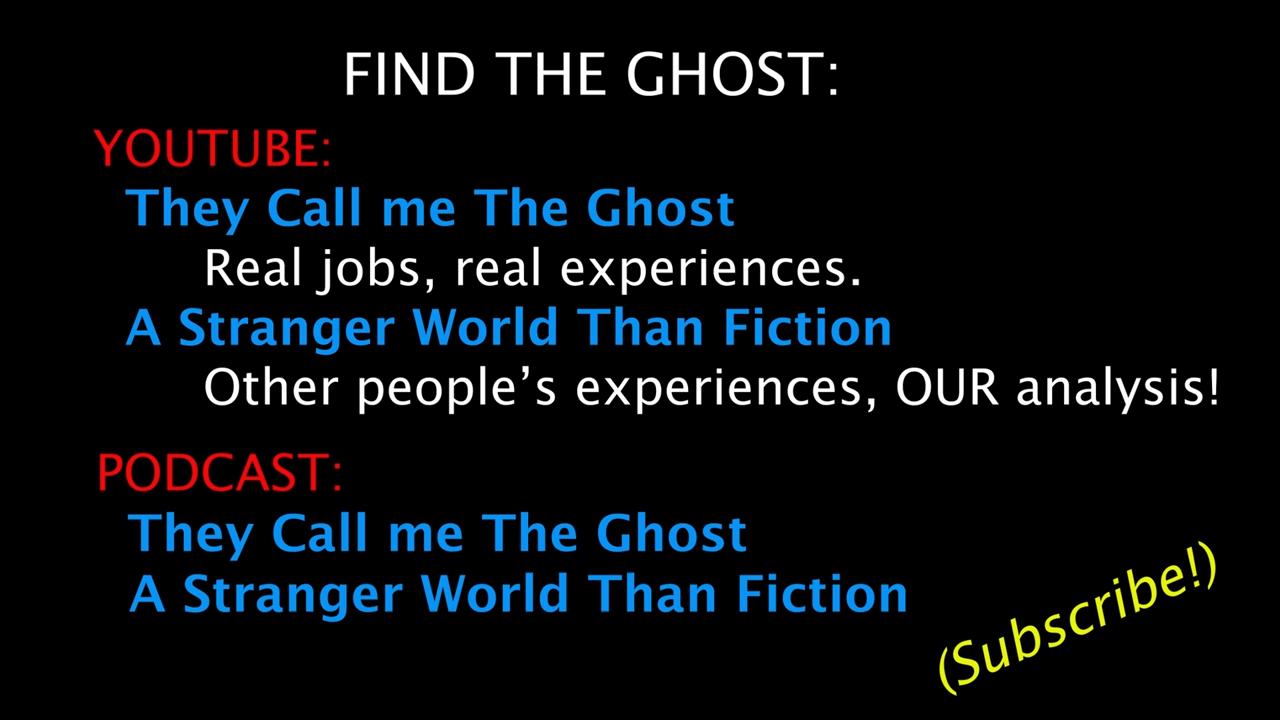 FIND THE GHOST:
YOUTUBE:
They Call me The Ghost
Real jobs, real experiences.
A Stranger World Than Fiction
Other people’s experiences, OUR analysis!
PODCAST:
They Call me The Ghost
A Stranger World Than Fiction
(Subscribe!)